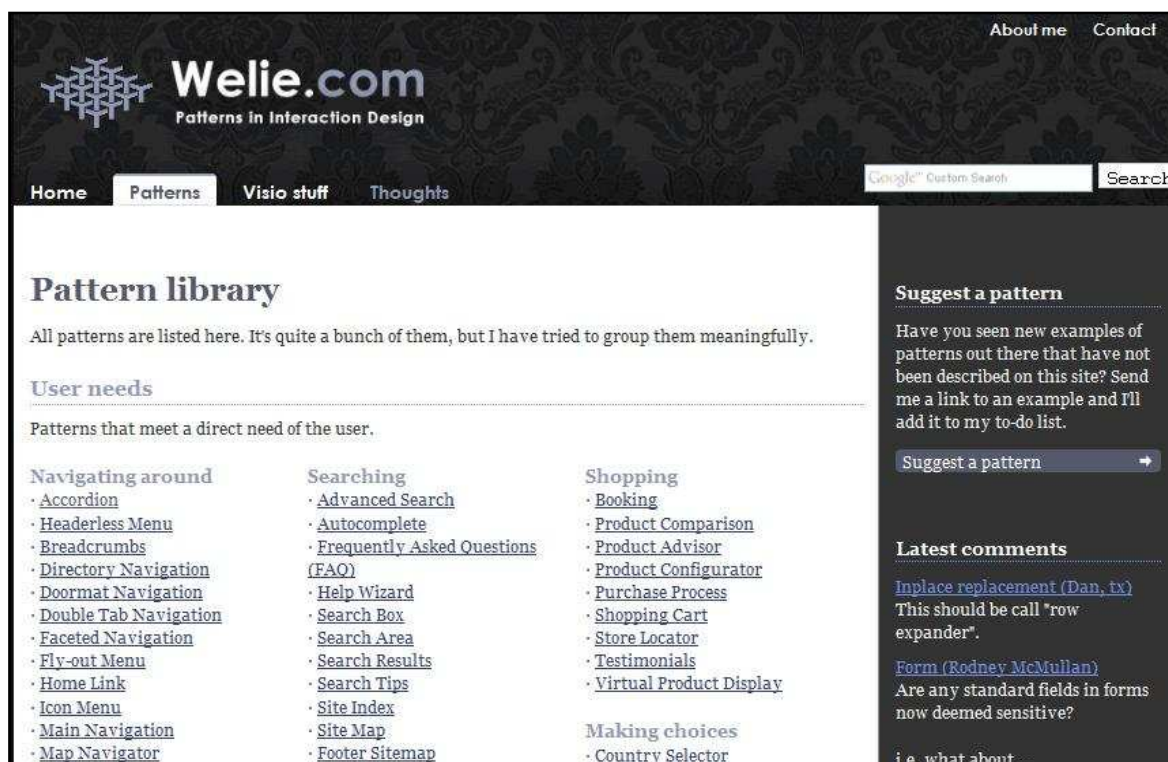 About me Contact
Welie.com
Patterns in Interaction Design
Home Patterns Visio stuff Thoughts
Google™ Custom Search Search
Pattern library
All patterns are listed here. It's quite a bunch of them, but I have tried to group them meaningfully.
User needs
Patterns that meet a direct need of the user.
Navigating around
· Accordion
· Headerless Menu
· Breadcrumbs
· Directory Navigation
· Doormat Navigation
· Double Tab Navigation
· Faceted Navigation
· Fly-out Menu
· Home Link
· Icon Menu
· Main Navigation
· Map Navigator
Searching
· Advanced Search
· Autocomplete
· Frequently Asked Questions
(FAQ)
· Help Wizard
· Search Box
· Search Area
· Search Results
· Search Tips
· Site Index
· Site Map
· Footer Sitemap
Shopping
· Booking
· Product Comparison
· Product Advisor
· Product Configurator
· Purchase Process
· Shopping Cart
· Store Locator
· Testimonials
· Virtual Product Display
Making choices
· Country Selector
Suggest a pattern
Have you seen new examples of
patterns out there that have not
been described on this site? Send
me a link to an example and I'll
add it to my to-do list.
Suggest a pattern
Latest comments
Inplace replacement (Dan, tx)
This should be call "row
expander".
Form (Rodney McMullan)
Are any standard fields in forms
now deemed sensitive?
i.e. what about